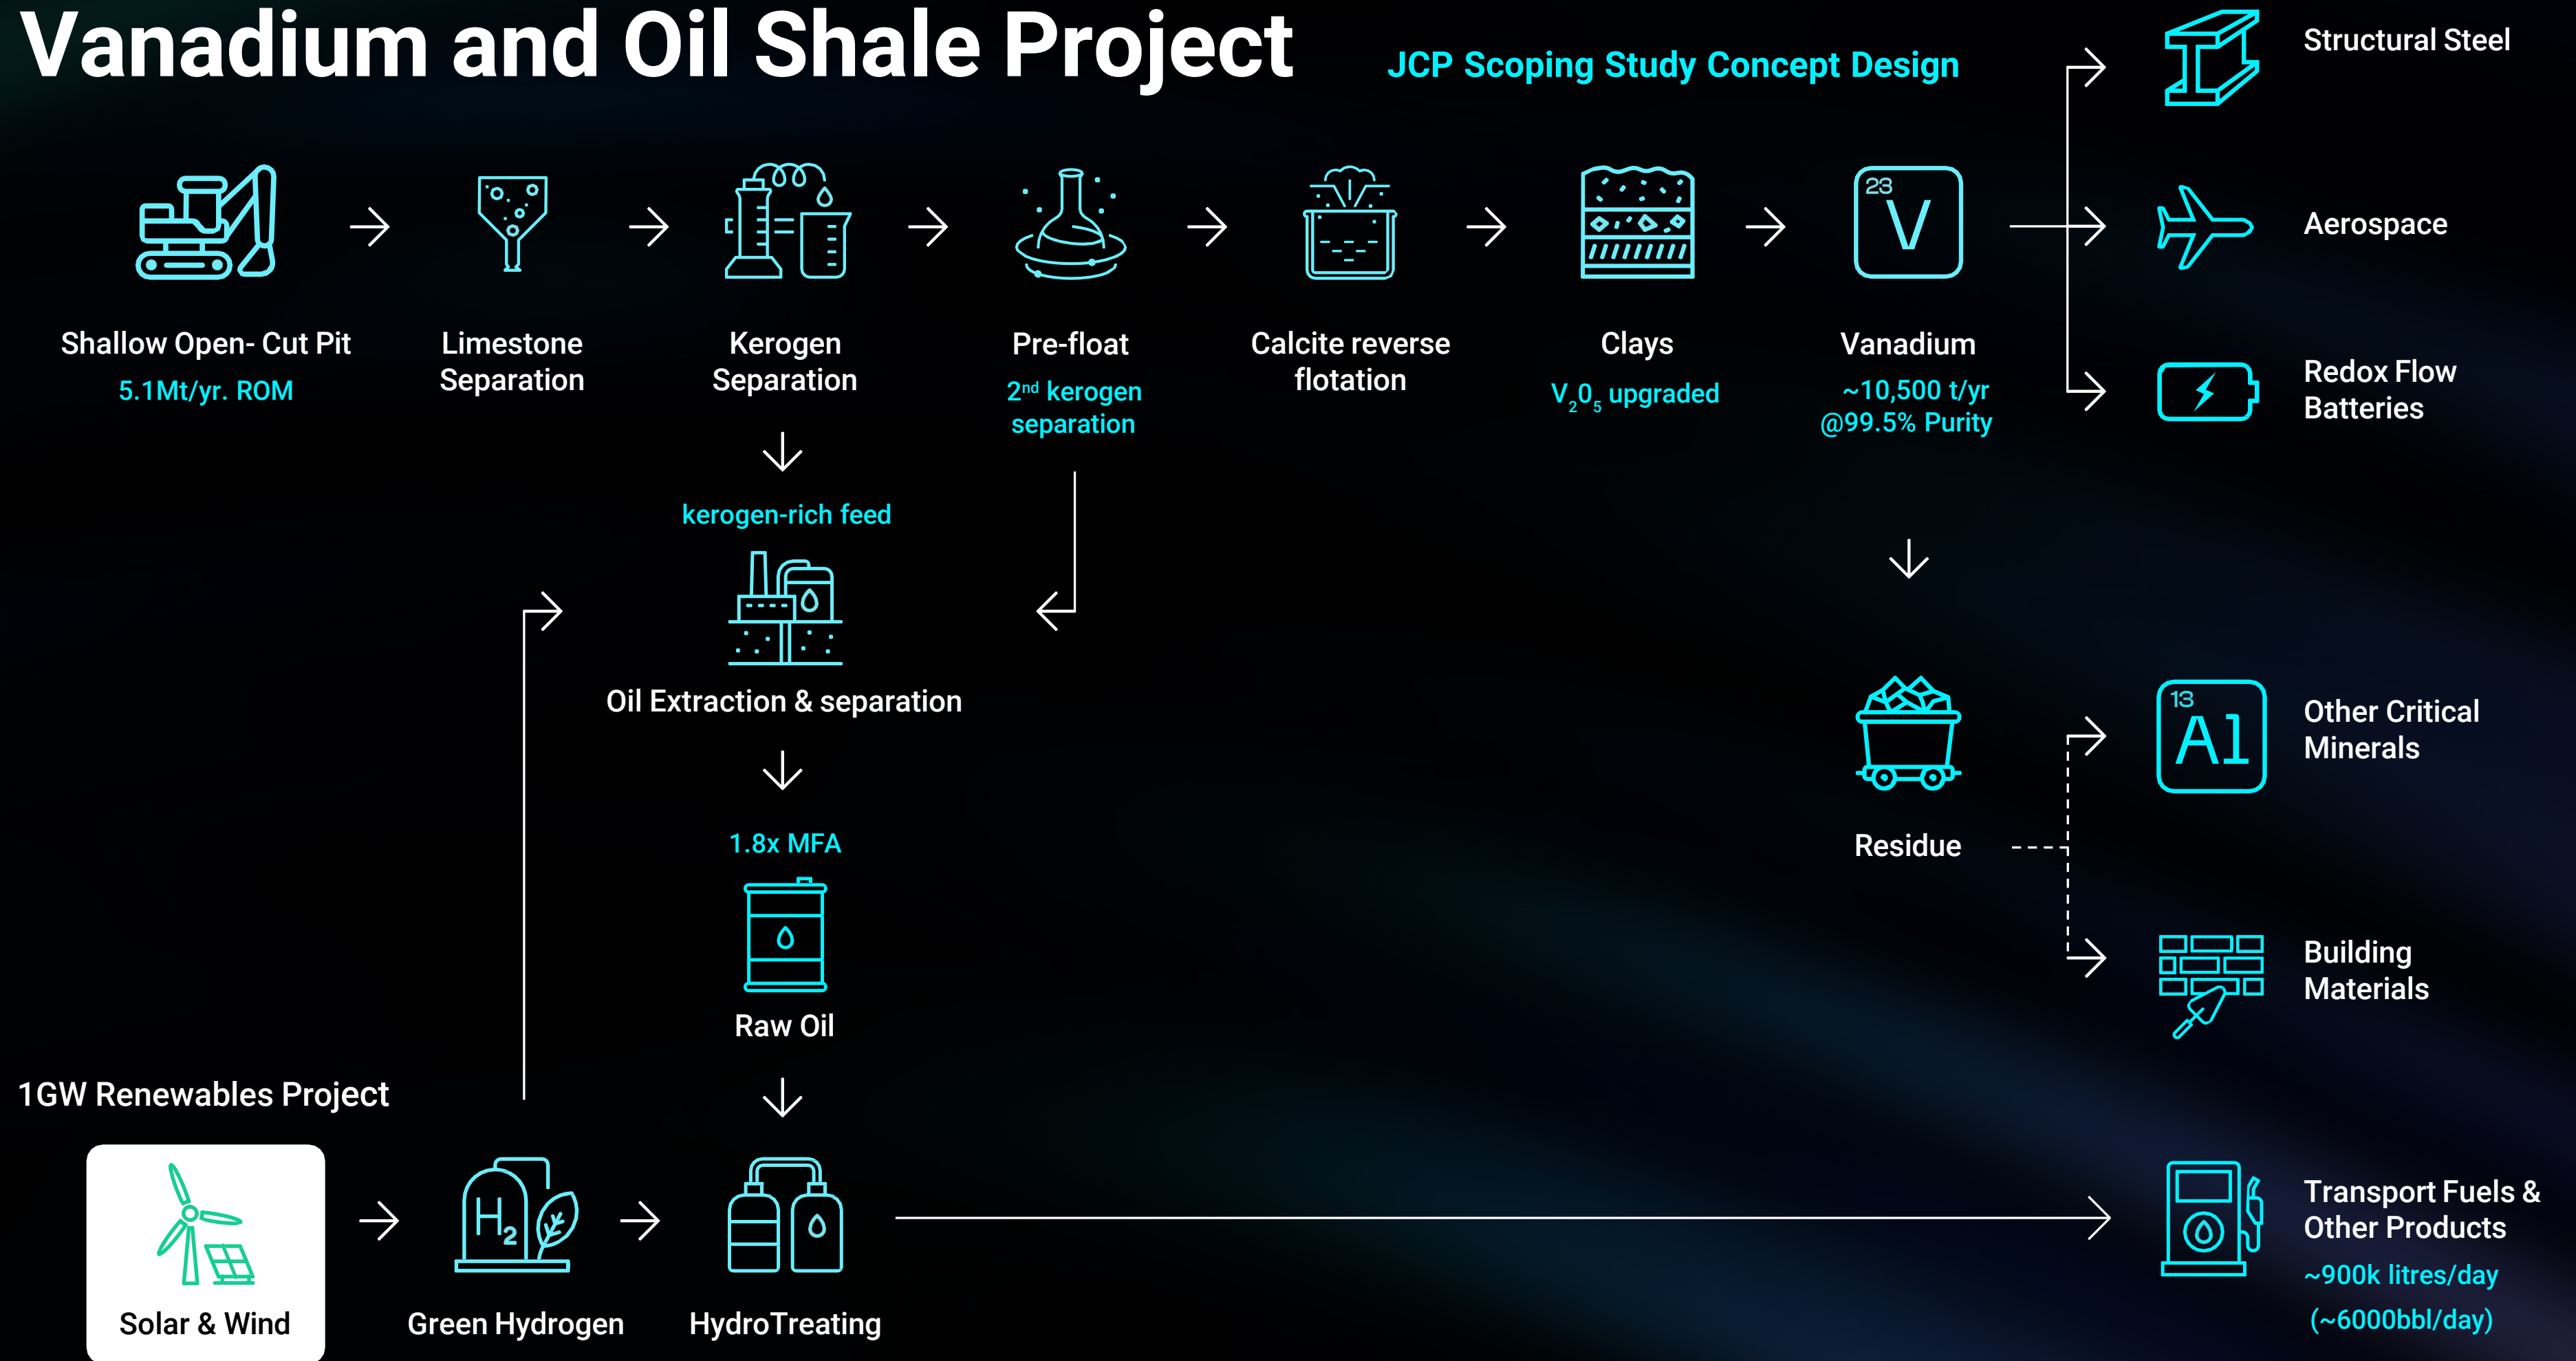 Vanadium and Oil Shale Project
JCP Scoping Study Concept Design
Structural Steel
Aerospace
Redox Flow
Batteries
23
V
Shallow Open- Cut Pit
5.1Mt/yr. ROM
Limestone
Separation
Kerogen
Separation
Pre-float
2nd kerogen
separation
Calcite reverse
flotation
Clays
V205 upgraded
Vanadium
~10,500 t/yr
@99.5% Purity
kerogen-rich feed
Oil Extraction & separation
1.8x MFA
Raw Oil
Residue
13
Al
Other Critical
Minerals
Building
Materials
1GW Renewables Project
Solar & Wind
H2
Green Hydrogen
HydroTreating
Transport Fuels &
Other Products
~900k litres/day
(~6000bbl/day)